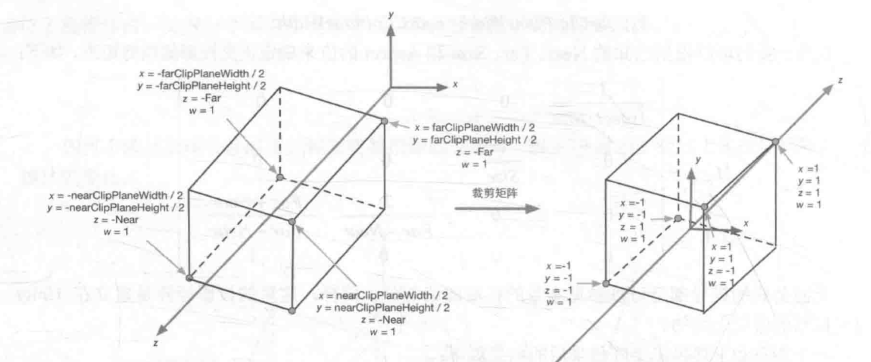 x = -farClipPlaneWidth / 2
y = -farClipPlaneHeight / 2
z = -Far
w = 1
y
x
x = farClipPlaneWidth / 2
y = farClipPlaneHeight / 2
z = -Far
w = 1
x = -nearClipPlaneWidth / 2
y = -nearClipPlaneHeight / 2
z = -Near
w = 1
x = nearClipPlaneWidth / 2
y = nearClipPlaneHeight / 2
z = -Near
w = 1
z
裁剪矩阵
z
x =1
y = 1
z = 1
w = 1
y
x
x=-1
y = -1
z = 1
w = 1
x =1
y = 1
z = -1
w = 1
x =-1
y = -1
z = -1
w = 1